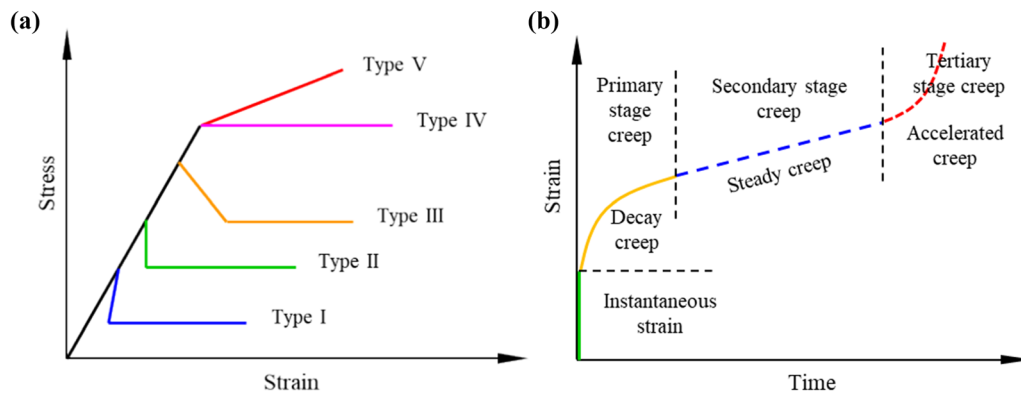 (a)
Stress
Strain
Type V
Type IV
Type III
Type II
Type I
(b)
Strain
Time
Primary
stage
creep
Secondary stage
creep
Tertiary
stage creep
Accelerated
creep
Steady creep
Decay
creep
Instantaneous
strain